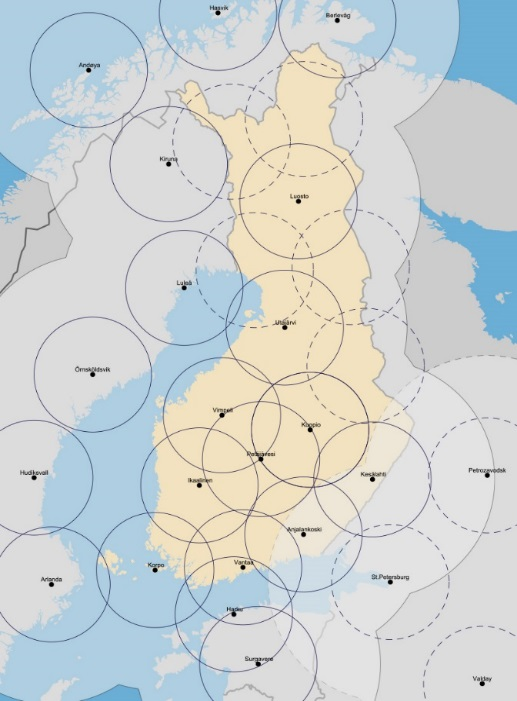 Hasvik
Berlevåg
Andøya
Kiruna
Luosto
Luleå
Utajärvi
Örnsköldsvik
Vimpeli
Kuopio
Petäjävesi
Hudiksvall
Ikaalinen
Kesälahti
Petrozavodsk
Anjalankoski
Korpo
Vantaa
Arlanda
St.Petersburg
Harku
Surgavere
Valday